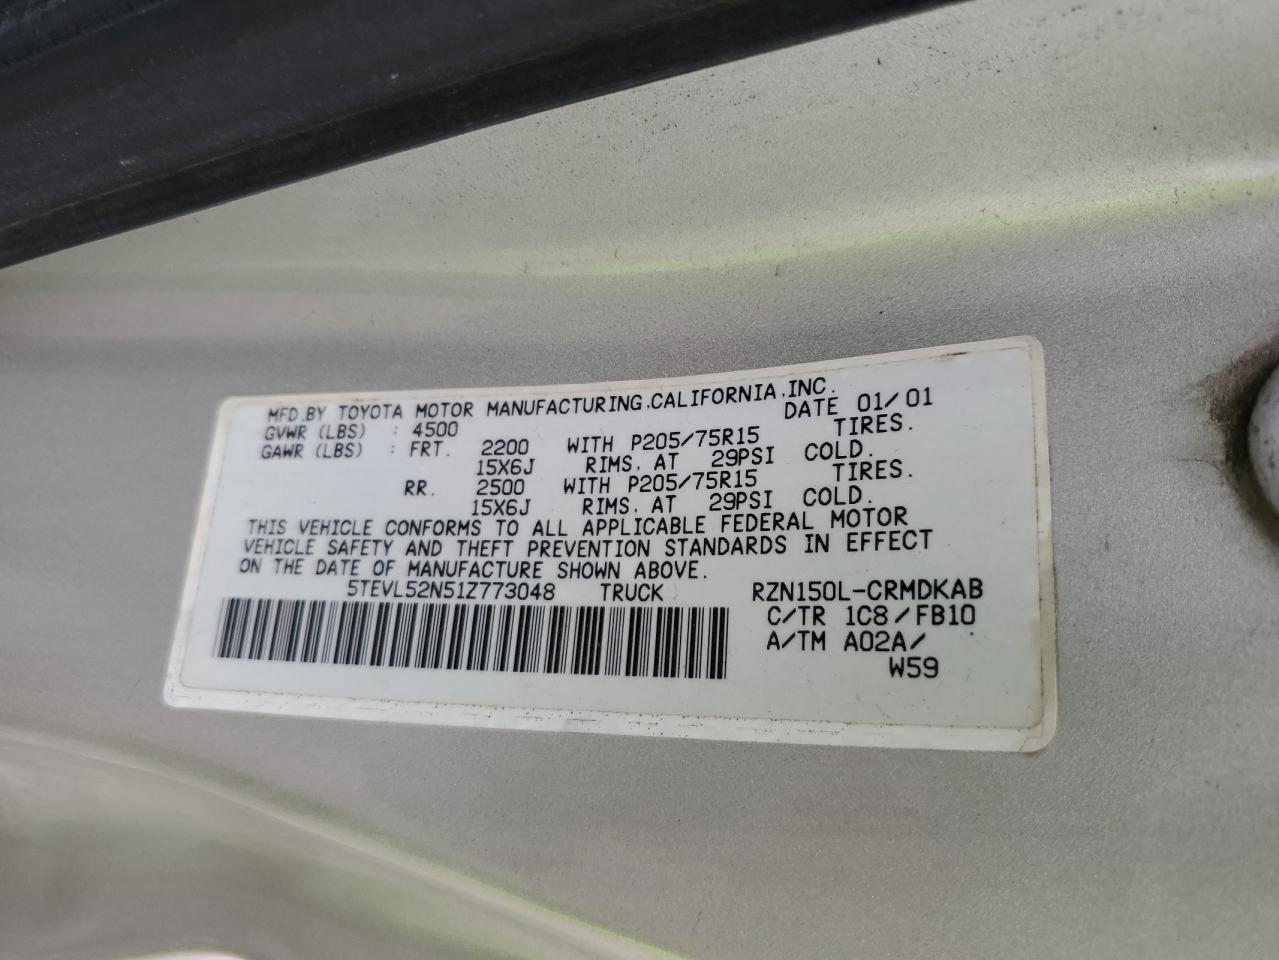 MFD.BY TOYOTA MOTOR MANUFACTURING,CALIFORNIA,INC.
GVWR (LBS) : 4500 DATE 01/01
GAWR (LBS) : FRT. 2200 WITH P205/75R15 TIRES.
15X6J RIMS. AT 29PSI COLD.
RR. 2500 WITH P205/75R15 TIRES.
15X6J RIMS. AT 29PSI COLD.
THIS VEHICLE CONFORMS TO ALL APPLICABLE FEDERAL MOTOR
VEHICLE SAFETY AND THEFT PREVENTION STANDARDS IN EFFECT
ON THE DATE OF MANUFACTURE SHOWN ABOVE.
5TEVL52N51Z773048 TRUCK RZN150L-CRMDKAB
C/TR 1C8/FB10
A/TM A02A/
W59